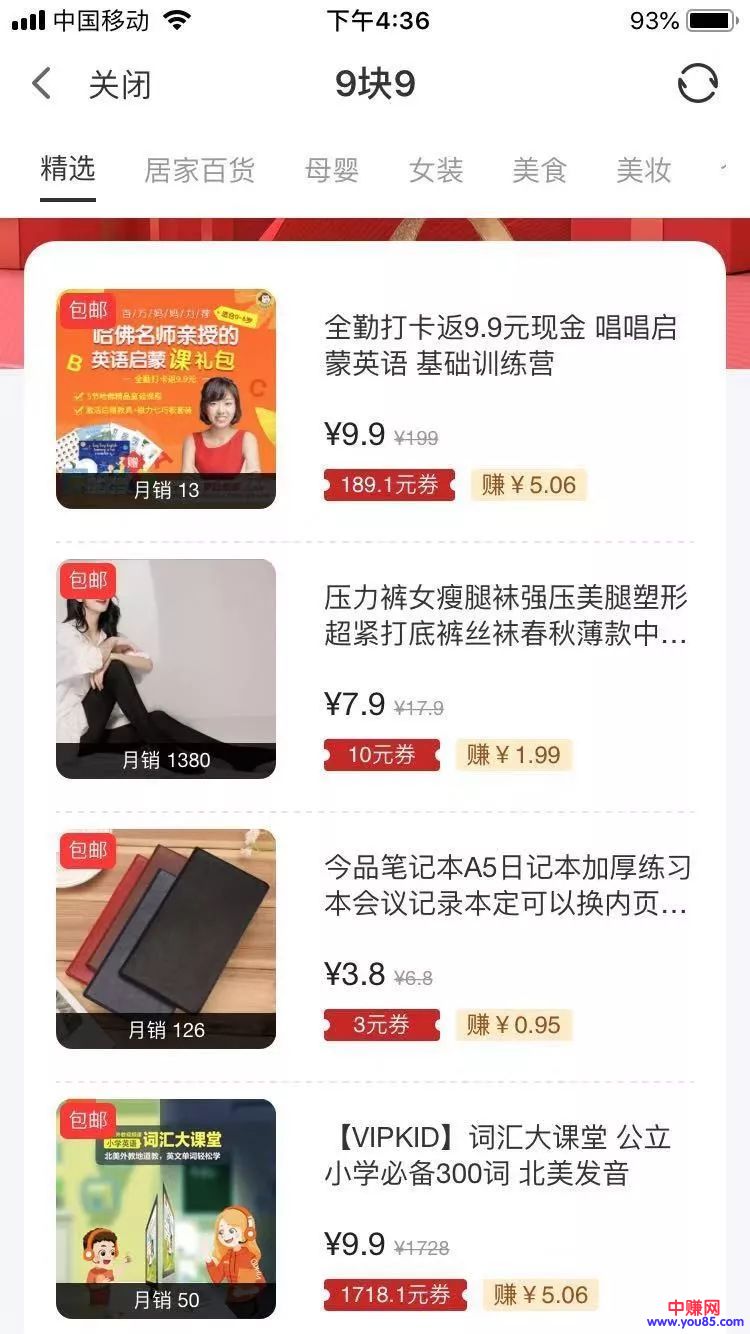 中国移动 下午4:36 93%
关闭 9块9
精选 居家百货 母婴 女装 美食 美妆
包邮
百/万/妈/妈/力/荐
适合0-6岁
哈佛名师亲授的
英语启蒙课礼包
全勤打卡返9.9元
月销 13
全勤打卡返9.9元现金 唱唱启
蒙英语 基础训练营
¥9.9 ¥199
189.1元券 赚¥5.06
包邮
月销 1380
压力裤女瘦腿袜强压美腿塑形
超紧打底裤丝袜春秋薄款中…
¥7.9 ¥17.9
10元券 赚¥1.99
包邮
月销 126
今品笔记本A5日记本加厚练习
本会议记录本定可以换内页…
¥3.8 ¥6.8
3元券 赚¥0.95
包邮
小学英语 词汇大课堂
北美外教地道教，英文单词轻松学
月销 50
【VIPKID】词汇大课堂 公立
小学必备300词 北美发音
¥9.9 ¥1728
1718.1元券 赚¥5.06
中赚网
www.you85.com